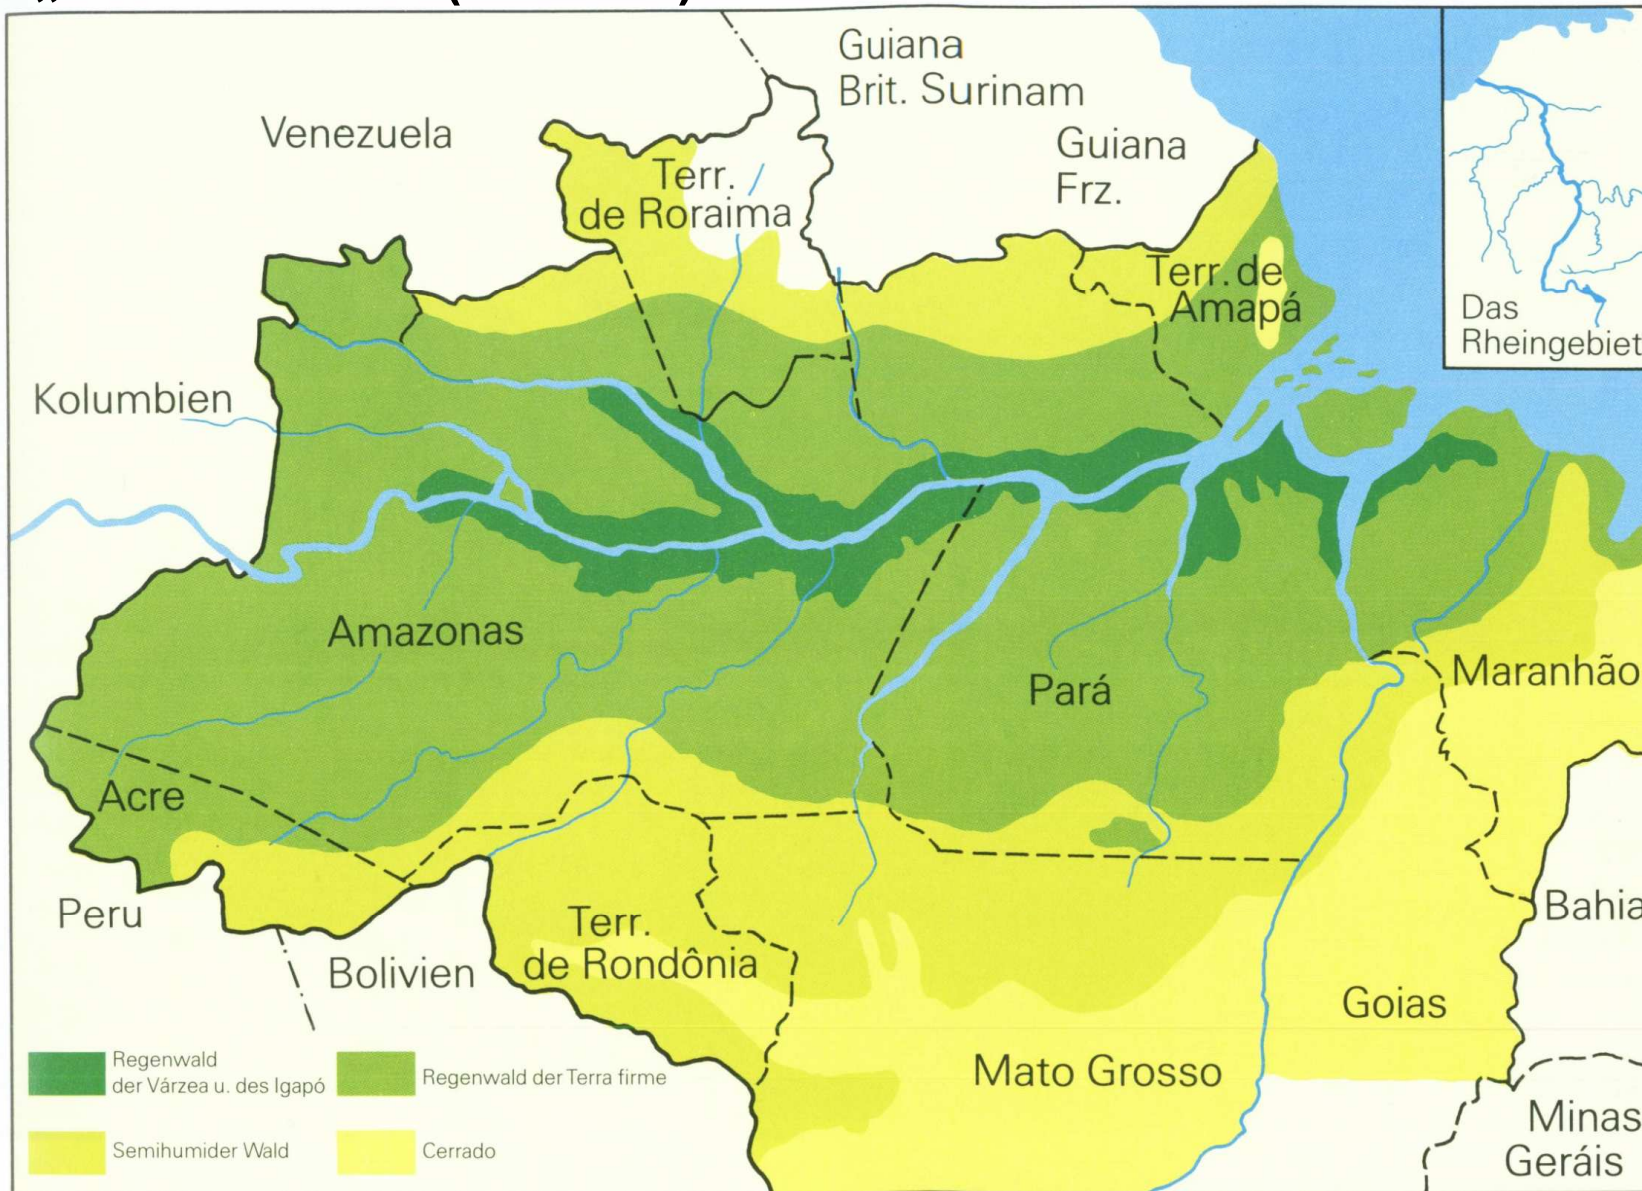 Guiana
Brit. Surinam
Venezuela
Guiana
Frz.
Terr.
de Roraima
Terr. de
Amapá
Das
Rheingebiet
Kolumbien
Amazonas
Pará
Maranhão
Acre
Peru
Bolivien
Terr.
de Rondônia
Bahia
Goias
Mato Grosso
Minas
Geráis
Regenwald
der Várzea u. des Igapó
Regenwald der Terra firme
Semihumider Wald
Cerrado